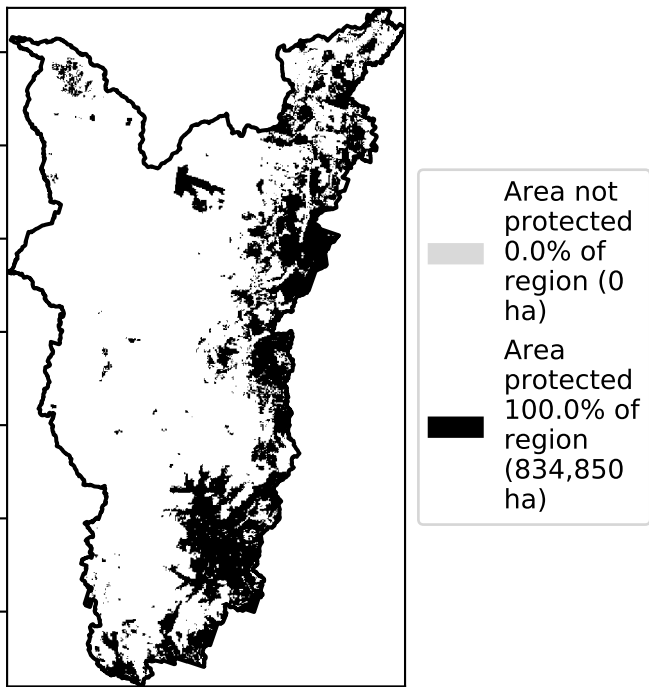 Area not
protected
0.0% of
region (0
ha)
Area
protected
100.0% of
region
(834,850
ha)